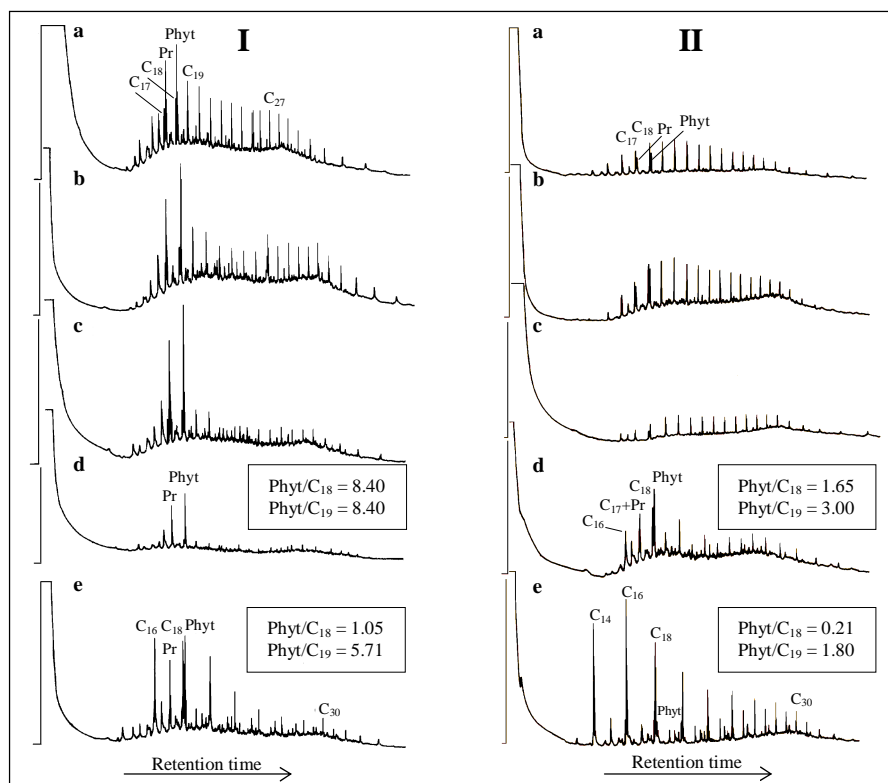 I
a
Phyt
Pr
C₁₈
C₁₇
C₁₉
C₂₇
b
c
d
Phyt
Pr
Phyt/C₁₈ = 8.40
Phyt/C₁₉ = 8.40
e
C₁₆ C₁₈ Phyt
Pr
C₃₀
Phyt/C₁₈ = 1.05
Phyt/C₁₉ = 5.71
Retention time
II
a
Phyt
C₁₈ Pr
C₁₇
b
c
d
Phyt
C₁₈
C₁₇+Pr
C₁₆
Phyt/C₁₈ = 1.65
Phyt/C₁₉ = 3.00
e
C₁₆
C₁₄
C₁₈
Phyt
C₃₀
Phyt/C₁₈ = 0.21
Phyt/C₁₉ = 1.80
Retention time